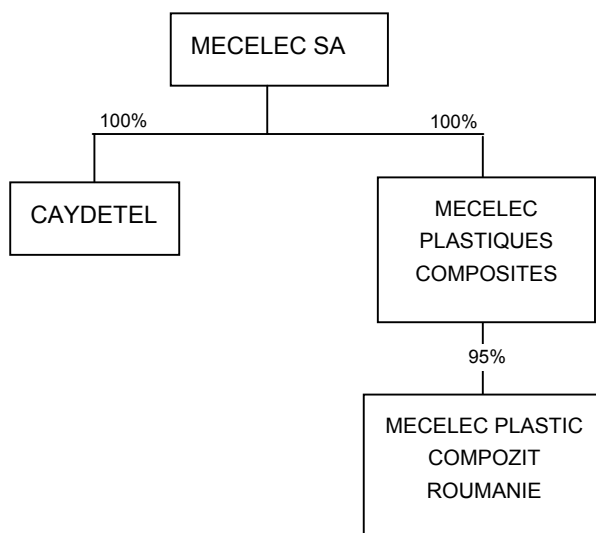 MECELEC SA
100%
100%
CAYDETEL
MECELEC
PLASTIQUES
COMPOSITES
95%
MECELEC PLASTIC
COMPOZIT
ROUMANIE